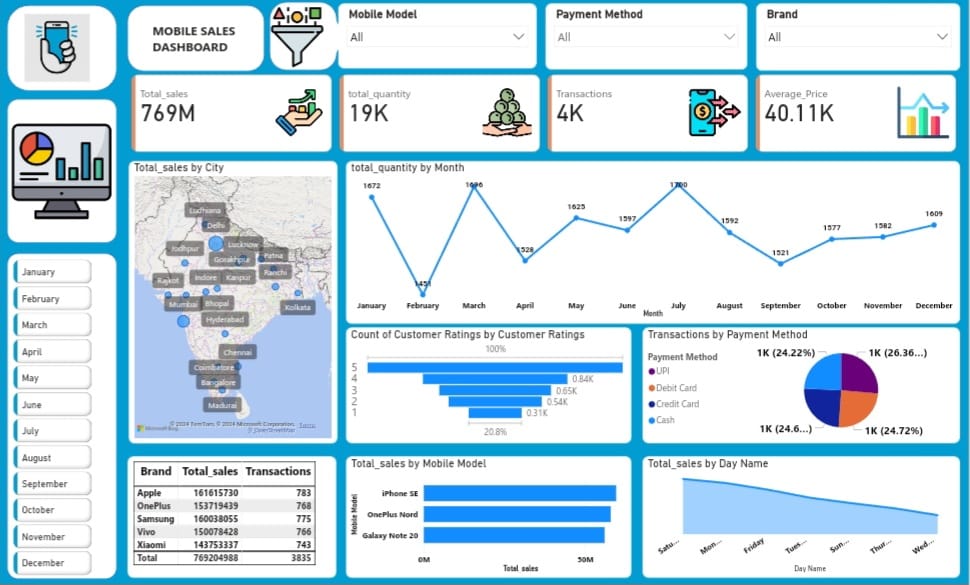 MOBILE SALES
DASHBOARD
Mobile Model
All
Payment Method
All
Brand
All
Total_sales
769M
total_quantity
19K
Transactions
4K
Average_Price
40.11K
January
February
March
April
May
June
July
August
September
October
November
December
Total_sales by City
Ludhiana
Delhi
Jodhpur
Lucknow
Gorakhpur
Patna
Rajkot
Indore
Kanpur
Ranchi
Mumbai
Bhopal
Kolkata
Hyderabad
Chennai
Coimbatore
Bangalore
Madurai
© 2024 TomTom, © 2024 Microsoft Corporation, Terms
© OpenStreetMap
total_quantity by Month
1672
1451
1696
1528
1625
1597
1700
1592
1521
1577
1582
1609
January February March April May June July August September October November December
Month
Count of Customer Ratings by Customer Ratings
100%
5
4 0.84K
3 0.65K
2 0.54K
1 0.31K
20.8%
Transactions by Payment Method
Payment Method
UPI
Debit Card
Credit Card
Cash
1K (24.22%)
1K (26.36...)
1K (24.6...)
1K (24.72%)
Brand Total_sales Transactions
Apple 161615730 783
OnePlus 153719439 768
Samsung 160038055 775
Vivo 150078428 766
Xiaomi 143753337 743
Total 769204988 3835
Total_sales by Mobile Model
Mobile Model
iPhone SE
OnePlus Nord
Galaxy Note 20
0M 50M
Total_sales
Total_sales by Day Name
Satu... Mon... Friday Tues... Sun... Thur... Wed...
Day Name